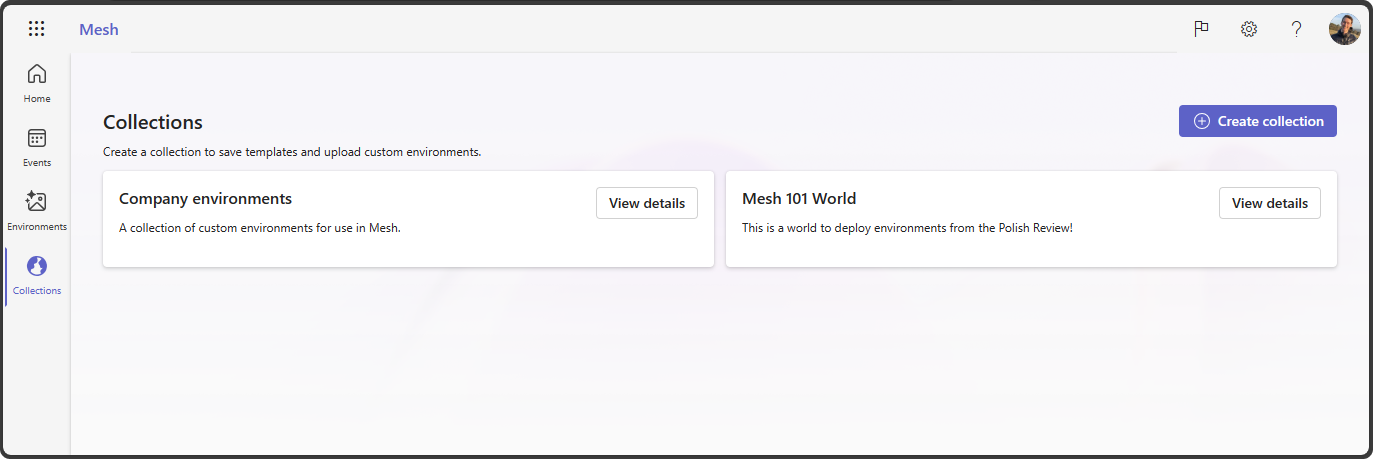 Mesh
Home
Events
Environments
Collections
Collections
Create collection
Create a collection to save templates and upload custom environments.
Company environments
View details
A collection of custom environments for use in Mesh.
Mesh 101 World
View details
This is a world to deploy environments from the Polish Review!